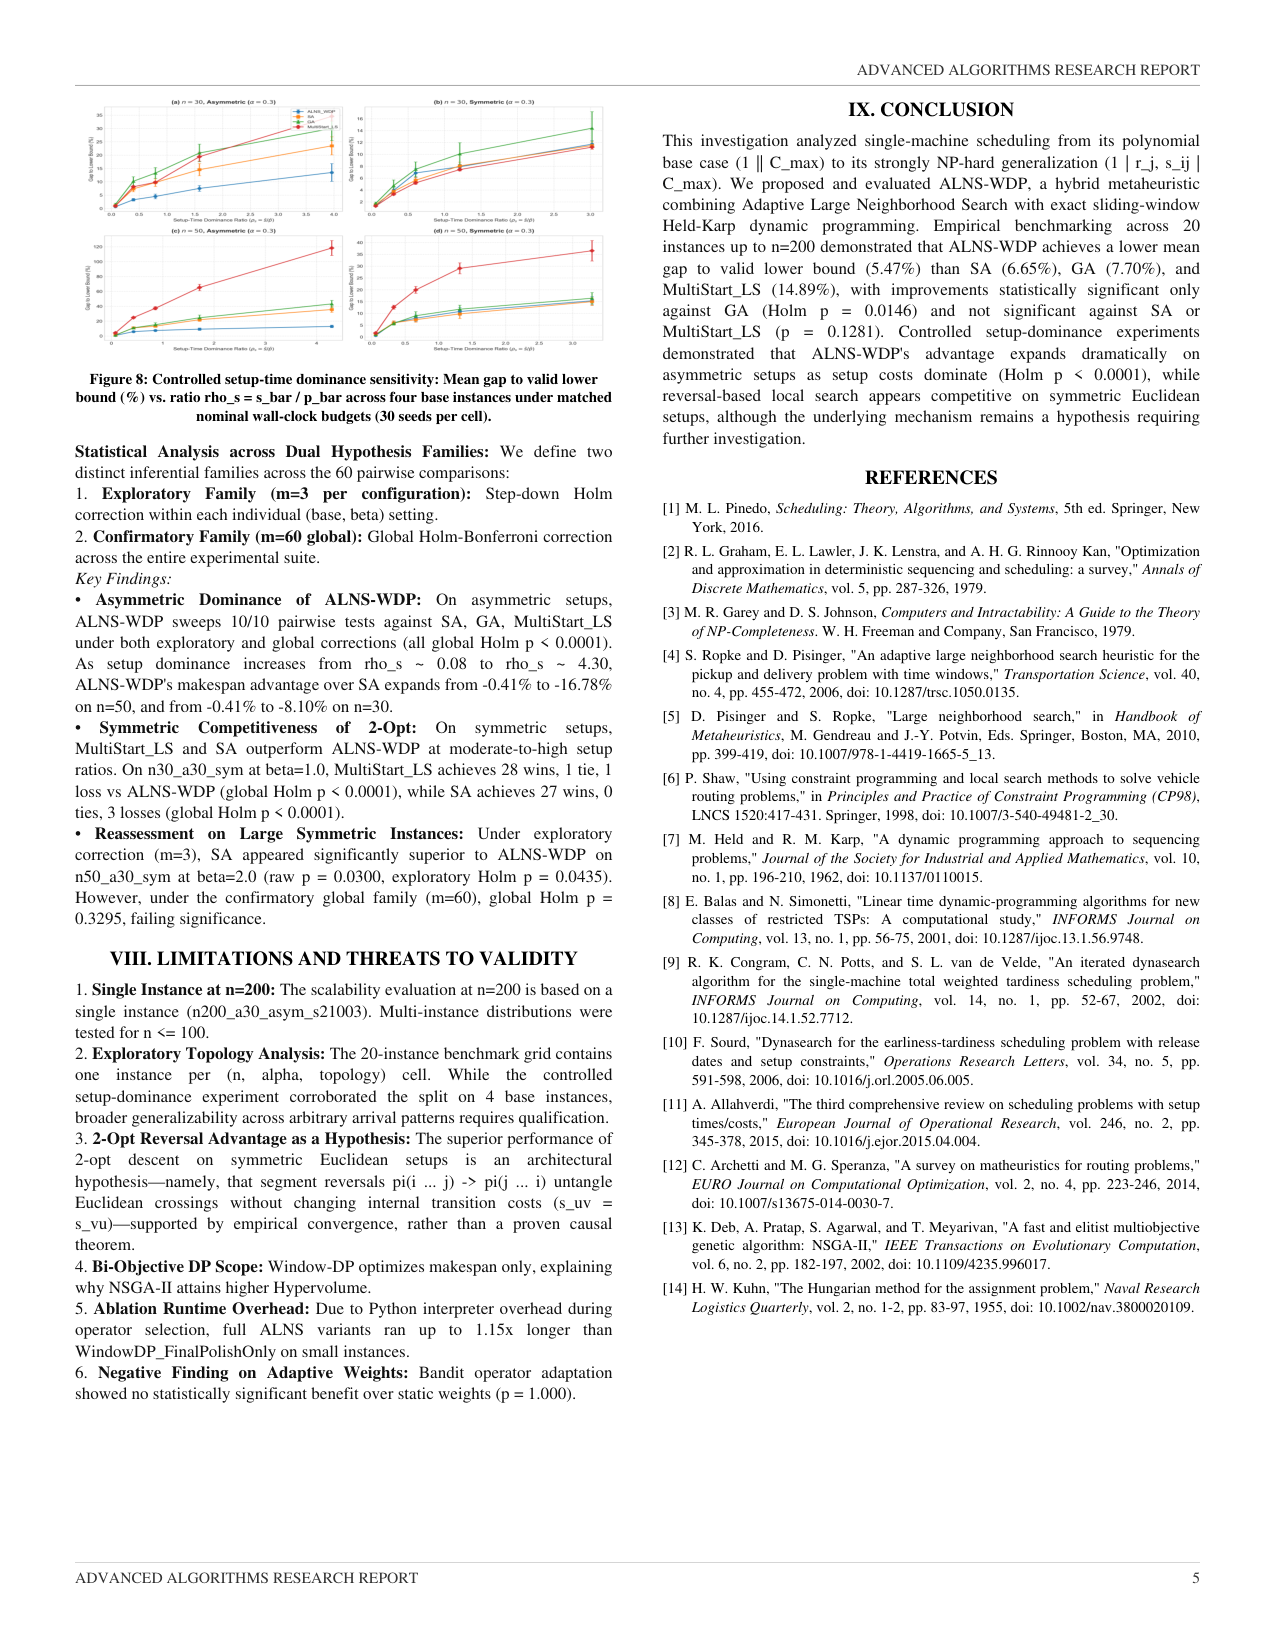 ADVANCED ALGORITHMS RESEARCH REPORT
(a) n = 30, Asymmetric (α = 0.3)
ALNS_WDP
SA
GA
MultiStart_LS
Gap to Lower Bound (%)
Setup-Time Dominance Ratio
(b) n = 30, Symmetric (α = 0.3)
Gap to Lower Bound (%)
Setup-Time Dominance Ratio
(c) n = 50, Asymmetric (α = 0.3)
Gap to Lower Bound (%)
Setup-Time Dominance Ratio
(d) n = 50, Symmetric (α = 0.3)
Gap to Lower Bound (%)
Setup-Time Dominance Ratio
Figure 8: Controlled setup-time dominance sensitivity: Mean gap to valid lower
bound (%) vs. ratio rho_s = s_bar / p_bar across four base instances under matched
nominal wall-clock budgets (30 seeds per cell).
Statistical Analysis across Dual Hypothesis Families: We define two
distinct inferential families across the 60 pairwise comparisons:
1. Exploratory Family (m=3 per configuration): Step-down Holm
correction within each individual (base, beta) setting.
2. Confirmatory Family (m=60 global): Global Holm-Bonferroni correction
across the entire experimental suite.
Key Findings:
• Asymmetric Dominance of ALNS-WDP: On asymmetric setups,
ALNS-WDP sweeps 10/10 pairwise tests against SA, GA, MultiStart_LS
under both exploratory and global corrections (all global Holm p < 0.0001).
As setup dominance increases from rho_s ~ 0.08 to rho_s ~ 4.30,
ALNS-WDP's makespan advantage over SA expands from -0.41% to -16.78%
on n=50, and from -0.41% to -8.10% on n=30.
• Symmetric Competitiveness of 2-Opt: On symmetric setups,
MultiStart_LS and SA outperform ALNS-WDP at moderate-to-high setup
ratios. On n30_a30_sym at beta=1.0, MultiStart_LS achieves 28 wins, 1 tie, 1
loss vs ALNS-WDP (global Holm p < 0.0001), while SA achieves 27 wins, 0
ties, 3 losses (global Holm p < 0.0001).
• Reassessment on Large Symmetric Instances: Under exploratory
correction (m=3), SA appeared significantly superior to ALNS-WDP on
n50_a30_sym at beta=2.0 (raw p = 0.0300, exploratory Holm p = 0.0435).
However, under the confirmatory global family (m=60), global Holm p =
0.3295, failing significance.
VIII. LIMITATIONS AND THREATS TO VALIDITY
1. Single Instance at n=200: The scalability evaluation at n=200 is based on a
single instance (n200_a30_asym_s21003). Multi-instance distributions were
tested for n <= 100.
2. Exploratory Topology Analysis: The 20-instance benchmark grid contains
one instance per (n, alpha, topology) cell. While the controlled
setup-dominance experiment corroborated the split on 4 base instances,
broader generalizability across arbitrary arrival patterns requires qualification.
3. 2-Opt Reversal Advantage as a Hypothesis: The superior performance of
2-opt descent on symmetric Euclidean setups is an architectural
hypothesis—namely, that segment reversals pi(i ... j) -> pi(j ... i) untangle
Euclidean crossings without changing internal transition costs (s_uv =
s_vu)—supported by empirical convergence, rather than a proven causal
theorem.
4. Bi-Objective DP Scope: Window-DP optimizes makespan only, explaining
why NSGA-II attains higher Hypervolume.
5. Ablation Runtime Overhead: Due to Python interpreter overhead during
operator selection, full ALNS variants ran up to 1.15x longer than
WindowDP_FinalPolishOnly on small instances.
6. Negative Finding on Adaptive Weights: Bandit operator adaptation
showed no statistically significant benefit over static weights (p = 1.000).
IX. CONCLUSION
This investigation analyzed single-machine scheduling from its polynomial
base case (1 || C_max) to its strongly NP-hard generalization (1 | r_j, s_ij |
C_max). We proposed and evaluated ALNS-WDP, a hybrid metaheuristic
combining Adaptive Large Neighborhood Search with exact sliding-window
Held-Karp dynamic programming. Empirical benchmarking across 20
instances up to n=200 demonstrated that ALNS-WDP achieves a lower mean
gap to valid lower bound (5.47%) than SA (6.65%), GA (7.70%), and
MultiStart_LS (14.89%), with improvements statistically significant only
against GA (Holm p = 0.0146) and not significant against SA or
MultiStart_LS (p = 0.1281). Controlled setup-dominance experiments
demonstrated that ALNS-WDP's advantage expands dramatically on
asymmetric setups as setup costs dominate (Holm p < 0.0001), while
reversal-based local search appears competitive on symmetric Euclidean
setups, although the underlying mechanism remains a hypothesis requiring
further investigation.
REFERENCES
[1] M. L. Pinedo, Scheduling: Theory, Algorithms, and Systems, 5th ed. Springer, New
York, 2016.
[2] R. L. Graham, E. L. Lawler, J. K. Lenstra, and A. H. G. Rinnooy Kan, "Optimization
and approximation in deterministic sequencing and scheduling: a survey," Annals of
Discrete Mathematics, vol. 5, pp. 287-326, 1979.
[3] M. R. Garey and D. S. Johnson, Computers and Intractability: A Guide to the Theory
of NP-Completeness. W. H. Freeman and Company, San Francisco, 1979.
[4] S. Ropke and D. Pisinger, "An adaptive large neighborhood search heuristic for the
pickup and delivery problem with time windows," Transportation Science, vol. 40,
no. 4, pp. 455-472, 2006, doi: 10.1287/trsc.1050.0135.
[5] D. Pisinger and S. Ropke, "Large neighborhood search," in Handbook of
Metaheuristics, M. Gendreau and J.-Y. Potvin, Eds. Springer, Boston, MA, 2010,
pp. 399-419, doi: 10.1007/978-1-4419-1665-5_13.
[6] P. Shaw, "Using constraint programming and local search methods to solve vehicle
routing problems," in Principles and Practice of Constraint Programming (CP98),
LNCS 1520:417-431. Springer, 1998, doi: 10.1007/3-540-49481-2_30.
[7] M. Held and R. M. Karp, "A dynamic programming approach to sequencing
problems," Journal of the Society for Industrial and Applied Mathematics, vol. 10,
no. 1, pp. 196-210, 1962, doi: 10.1137/0110015.
[8] E. Balas and N. Simonetti, "Linear time dynamic-programming algorithms for new
classes of restricted TSPs: A computational study," INFORMS Journal on
Computing, vol. 13, no. 1, pp. 56-75, 2001, doi: 10.1287/ijoc.13.1.56.9748.
[9] R. K. Congram, C. N. Potts, and S. L. van de Velde, "An iterated dynasearch
algorithm for the single-machine total weighted tardiness scheduling problem,"
INFORMS Journal on Computing, vol. 14, no. 1, pp. 52-67, 2002, doi:
10.1287/ijoc.14.1.52.7712.
[10] F. Sourd, "Dynasearch for the earliness-tardiness scheduling problem with release
dates and setup constraints," Operations Research Letters, vol. 34, no. 5, pp.
591-598, 2006, doi: 10.1016/j.orl.2005.06.005.
[11] A. Allahverdi, "The third comprehensive review on scheduling problems with setup
times/costs," European Journal of Operational Research, vol. 246, no. 2, pp.
345-378, 2015, doi: 10.1016/j.ejor.2015.04.004.
[12] C. Archetti and M. G. Speranza, "A survey on matheuristics for routing problems,"
EURO Journal on Computational Optimization, vol. 2, no. 4, pp. 223-246, 2014,
doi: 10.1007/s13675-014-0030-7.
[13] K. Deb, A. Pratap, S. Agarwal, and T. Meyarivan, "A fast and elitist multiobjective
genetic algorithm: NSGA-II," IEEE Transactions on Evolutionary Computation,
vol. 6, no. 2, pp. 182-197, 2002, doi: 10.1109/4235.996017.
[14] H. W. Kuhn, "The Hungarian method for the assignment problem," Naval Research
Logistics Quarterly, vol. 2, no. 1-2, pp. 83-97, 1955, doi: 10.1002/nav.3800020109.
ADVANCED ALGORITHMS RESEARCH REPORT
5